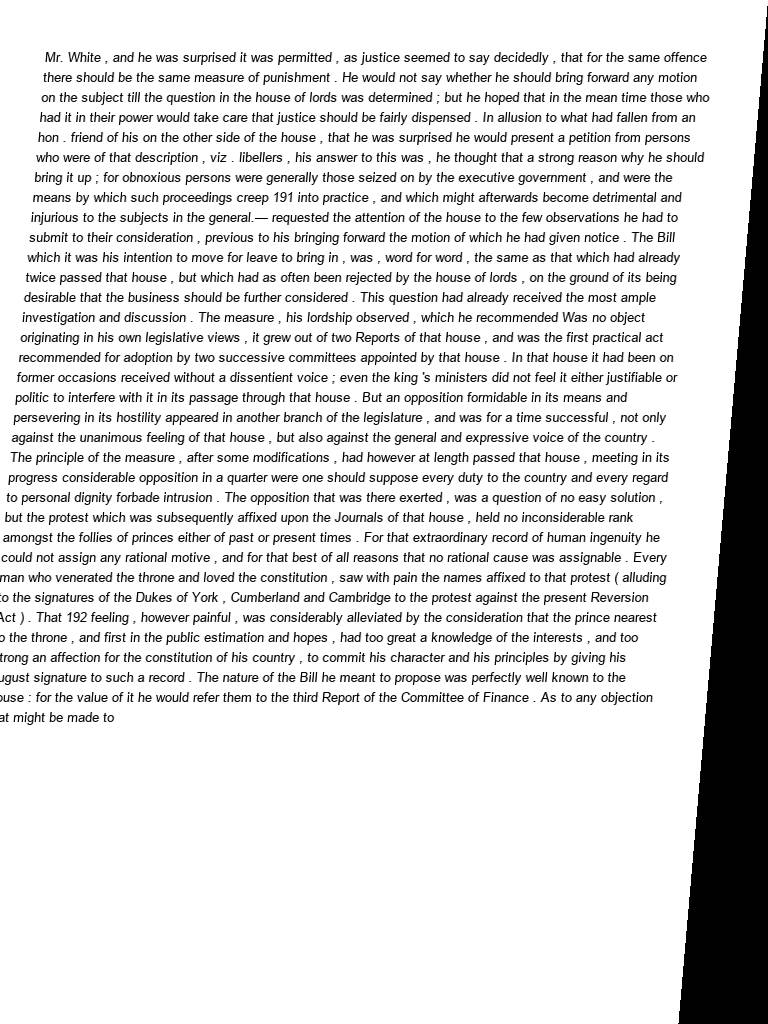 Mr. White , and he was surprised it was permitted , as justice seemed to say decidedly , that for the same offence
there should be the same measure of punishment . He would not say whether he should bring forward any motion
on the subject till the question in the house of lords was determined ; but he hoped that in the mean time those who
had it in their power would take care that justice should be fairly dispensed . In allusion to what had fallen from an
hon . friend of his on the other side of the house , that he was surprised he would present a petition from persons
who were of that description , viz . libellers , his answer to this was , he thought that a strong reason why he should
bring it up ; for obnoxious persons were generally those seized on by the executive government , and were the
means by which such proceedings creep 191 into practice , and which might afterwards become detrimental and
injurious to the subjects in the general.— requested the attention of the house to the few observations he had to
submit to their consideration , previous to his bringing forward the motion of which he had given notice . The Bill
which it was his intention to move for leave to bring in , was , word for word , the same as that which had already
twice passed that house , but which had as often been rejected by the house of lords , on the ground of its being
desirable that the business should be further considered . This question had already received the most ample
investigation and discussion . The measure , his lordship observed , which he recommended Was no object
originating in his own legislative views , it grew out of two Reports of that house , and was the first practical act
recommended for adoption by two successive committees appointed by that house . In that house it had been on
former occasions received without a dissentient voice ; even the king 's ministers did not feel it either justifiable or
politic to interfere with it in its passage through that house . But an opposition formidable in its means and
persevering in its hostility appeared in another branch of the legislature , and was for a time successful , not only
against the unanimous feeling of that house , but also against the general and expressive voice of the country .
The principle of the measure , after some modifications , had however at length passed that house , meeting in its
progress considerable opposition in a quarter were one should suppose every duty to the country and every regard
to personal dignity forbade intrusion . The opposition that was there exerted , was a question of no easy solution ,
but the protest which was subsequently affixed upon the Journals of that house , held no inconsiderable rank
amongst the follies of princes either of past or present times . For that extraordinary record of human ingenuity he
could not assign any rational motive , and for that best of all reasons that no rational cause was assignable . Every
man who venerated the throne and loved the constitution , saw with pain the names affixed to that protest ( alluding
to the signatures of the Dukes of York , Cumberland and Cambridge to the protest against the present Reversion
Act ) . That 192 feeling , however painful , was considerably alleviated by the consideration that the prince nearest
o the throne , and first in the public estimation and hopes , had too great a knowledge of the interests , and too
trong an affection for the constitution of his country , to commit his character and his principles by giving his
ugust signature to such a record . The nature of the Bill he meant to propose was perfectly well known to the
ouse : for the value of it he would refer them to the third Report of the Committee of Finance . As to any objection
at might be made to